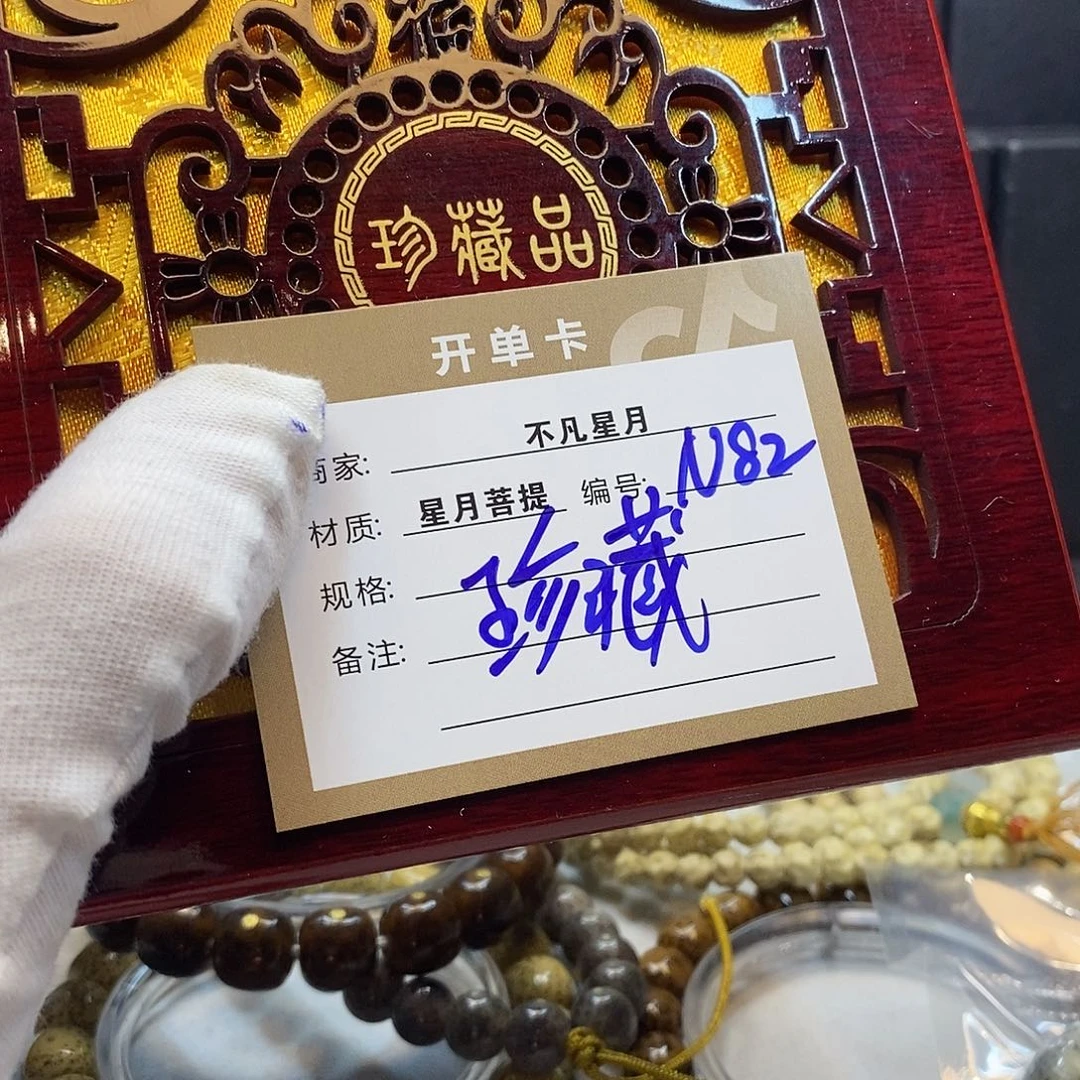 珍藏品
开单卡
商家: 不凡星月
材质: 星月菩提 编号: N82
规格: 珍藏
备注: